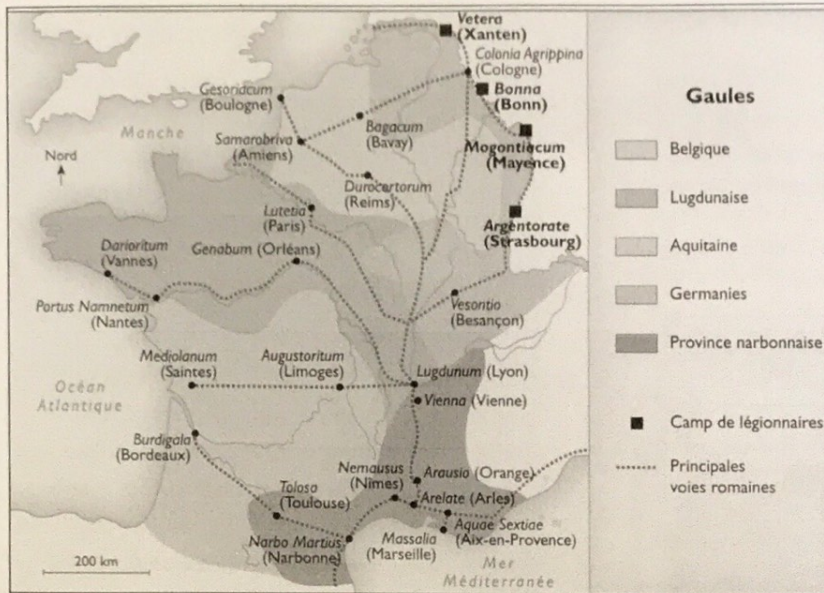 Vetera
(Xanten)
Colonia Agrippina
(Cologne)
Gesoriacum
(Boulogne)
Bonna
(Bonn)
Manche
Bagacum
(Bavay)
Mogontiacum
(Mayence)
Nord
Samarobriva
(Amiens)
Durocortorum
(Reims)
Lutetia
(Paris)
Argentorate
(Strasbourg)
Darioritum
(Vannes)
Genabum (Orléans)
Portus Namnetum
(Nantes)
Vesontio
(Besançon)
Mediolanum
(Saintes)
Augustoritum
(Limoges)
Lugdunum (Lyon)
Vienna (Vienne)
Océan
Atlantique
Burdigala
(Bordeaux)
Nemausus
(Nîmes)
Arausio (Orange)
Tolosa
(Toulouse)
Arelate (Arles)
Narbo Martius
(Narbonne)
Massalia
(Marseille)
Aquae Sextiae
(Aix-en-Provence)
200 km
Mer
Méditerranée
Gaules
Belgique
Lugdunaise
Aquitaine
Germanies
Province narbonnaise
Camp de légionnaires
Principales
voies romaines